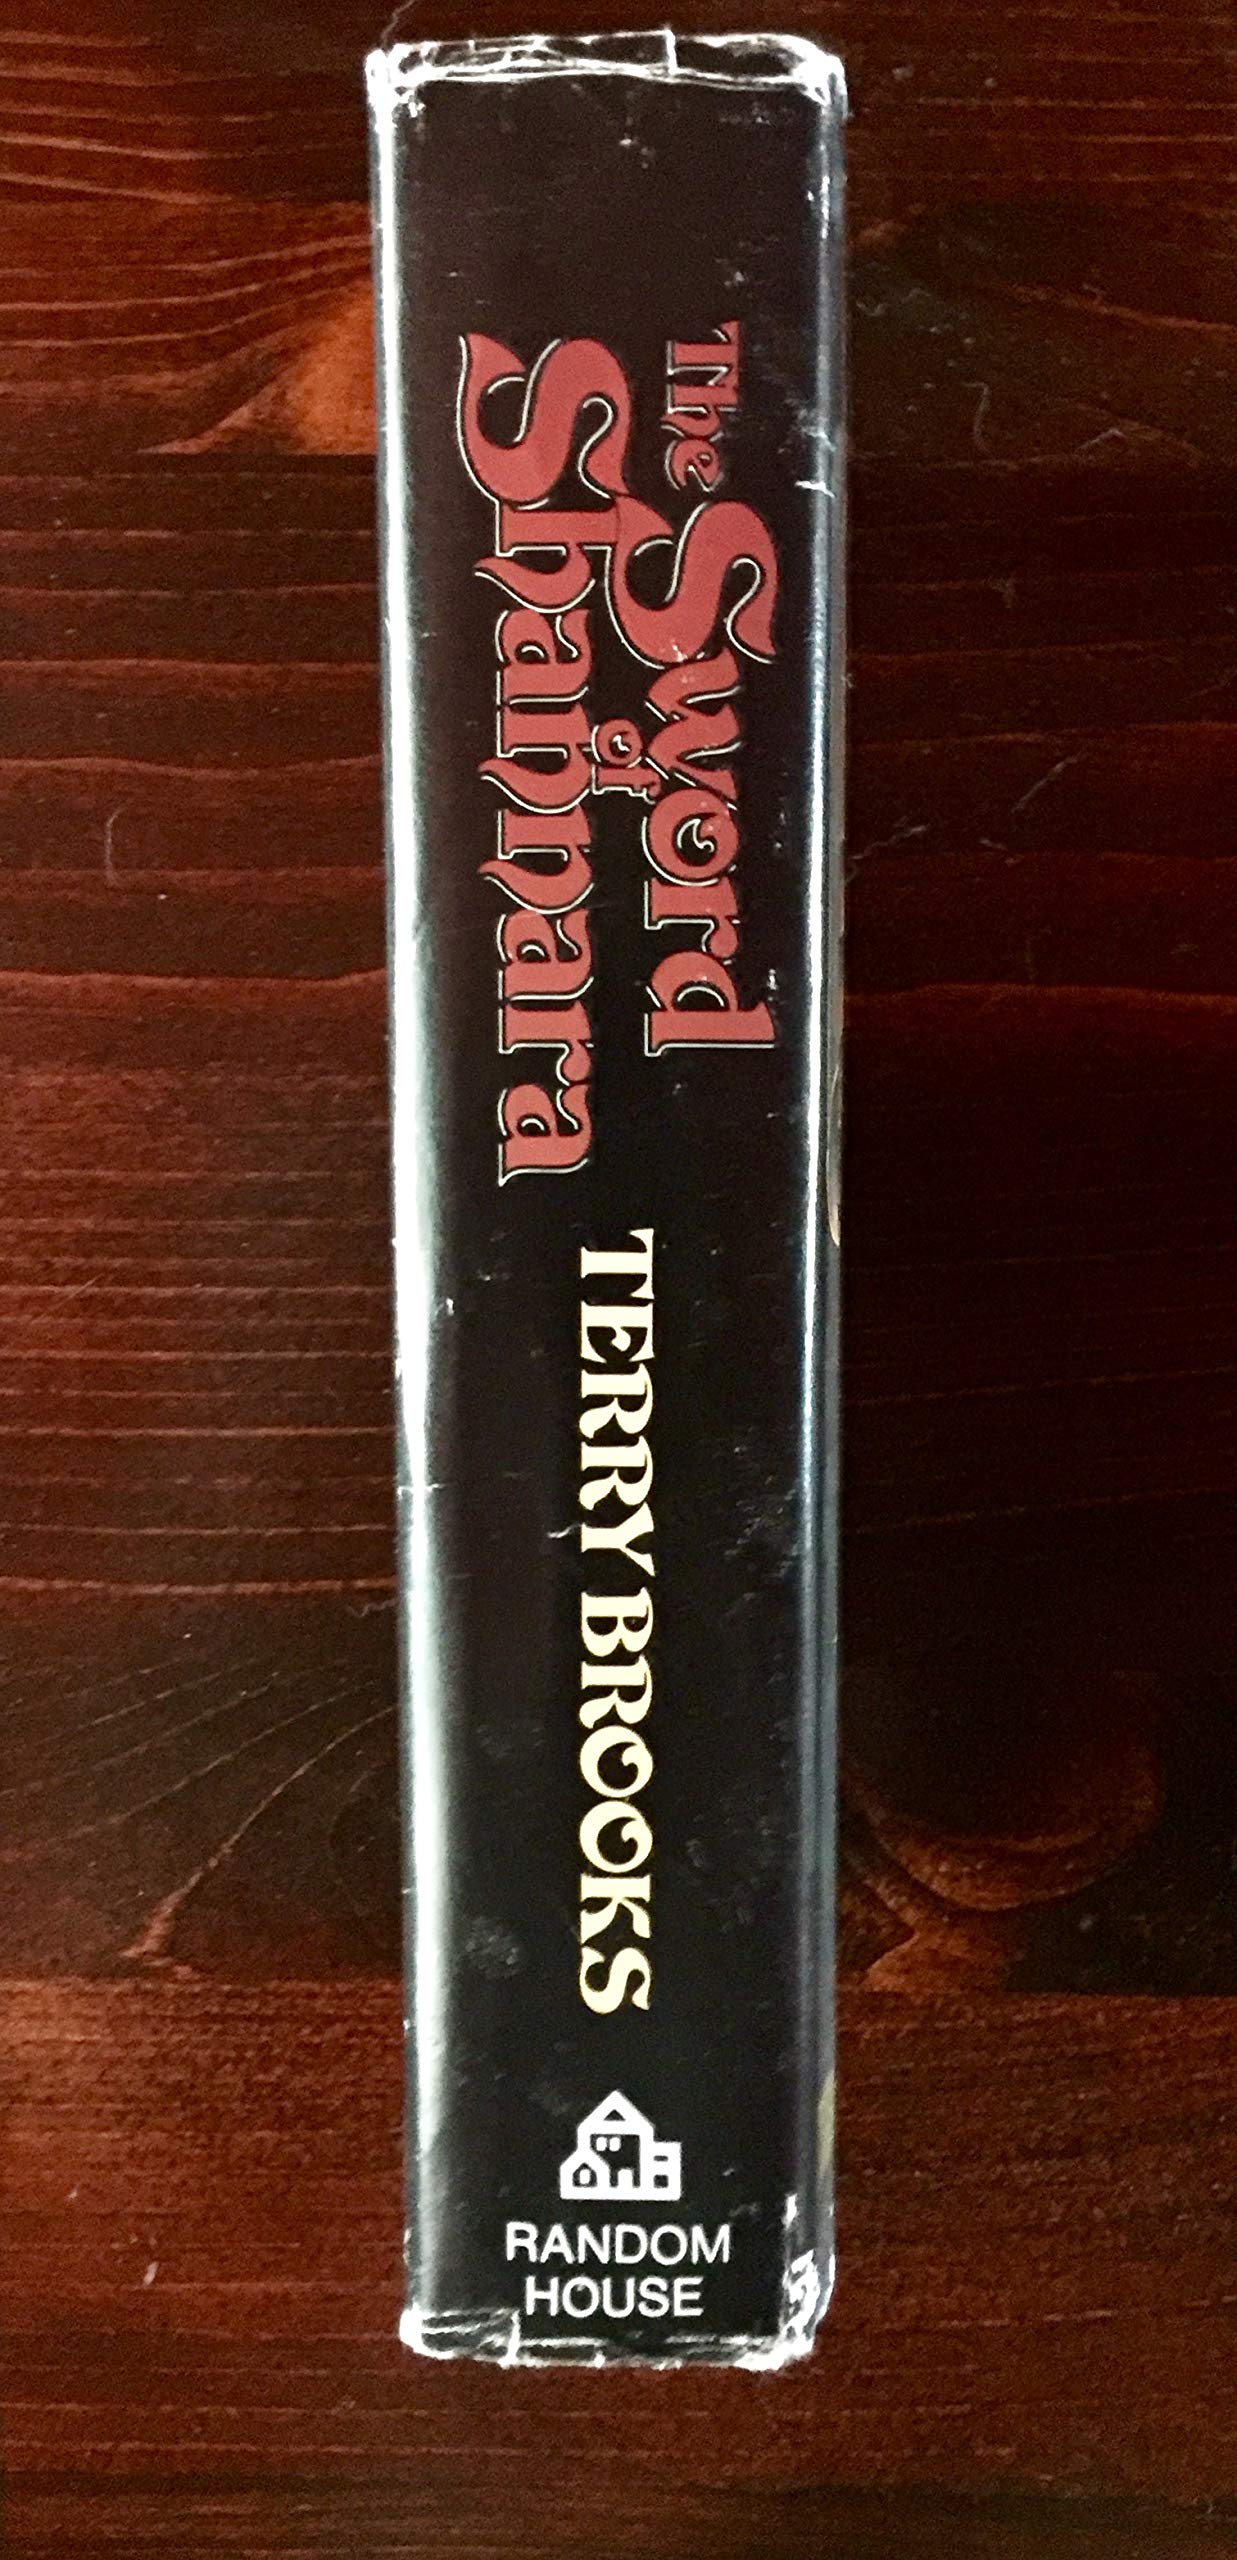 The Sword
of
Shannara
TERRY BROOKS
RANDOM
HOUSE